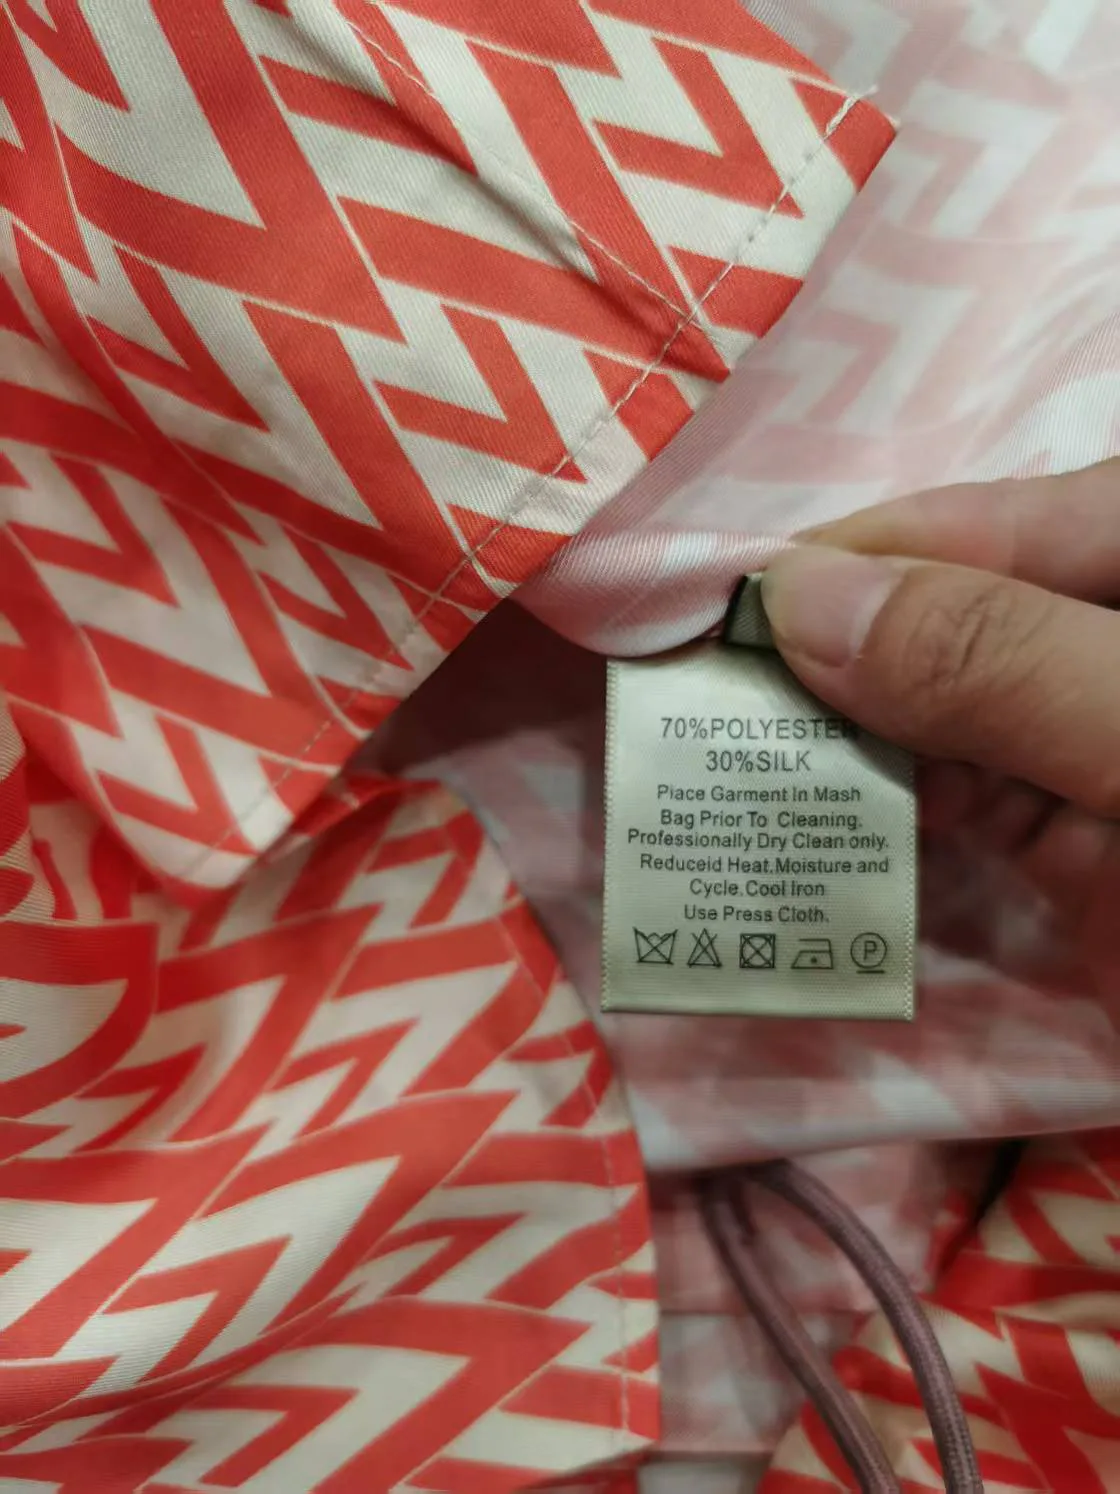 70%POLYESTER
30%SILK
Place Garment In Mash
Bag Prior To Cleaning.
Professionally Dry Clean only.
Reduceid Heat.Moisture and
Cycle.Cool Iron
Use Press Cloth.
P